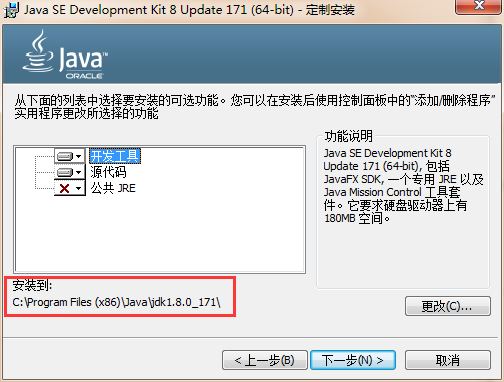 Java SE Development Kit 8 Update 171 (64-bit) - 定制安装
Java
ORACLE
从下面的列表中选择要安装的可选功能。您可以在安装后使用控制面板中的“添加/删除程序”
实用程序更改所选择的功能
开发工具
源代码
公共 JRE
功能说明
Java SE Development Kit 8
Update 171 (64-bit), 包括
JavaFX SDK, 一个专用 JRE 以及
Java Mission Control 工具套
件。它要求硬盘驱动器上有
180MB 空间。
安装到:
C:\Program Files (x86)\Java\jdk1.8.0_171\
更改(C)...
< 上一步(B)
下一步(N) >
取消